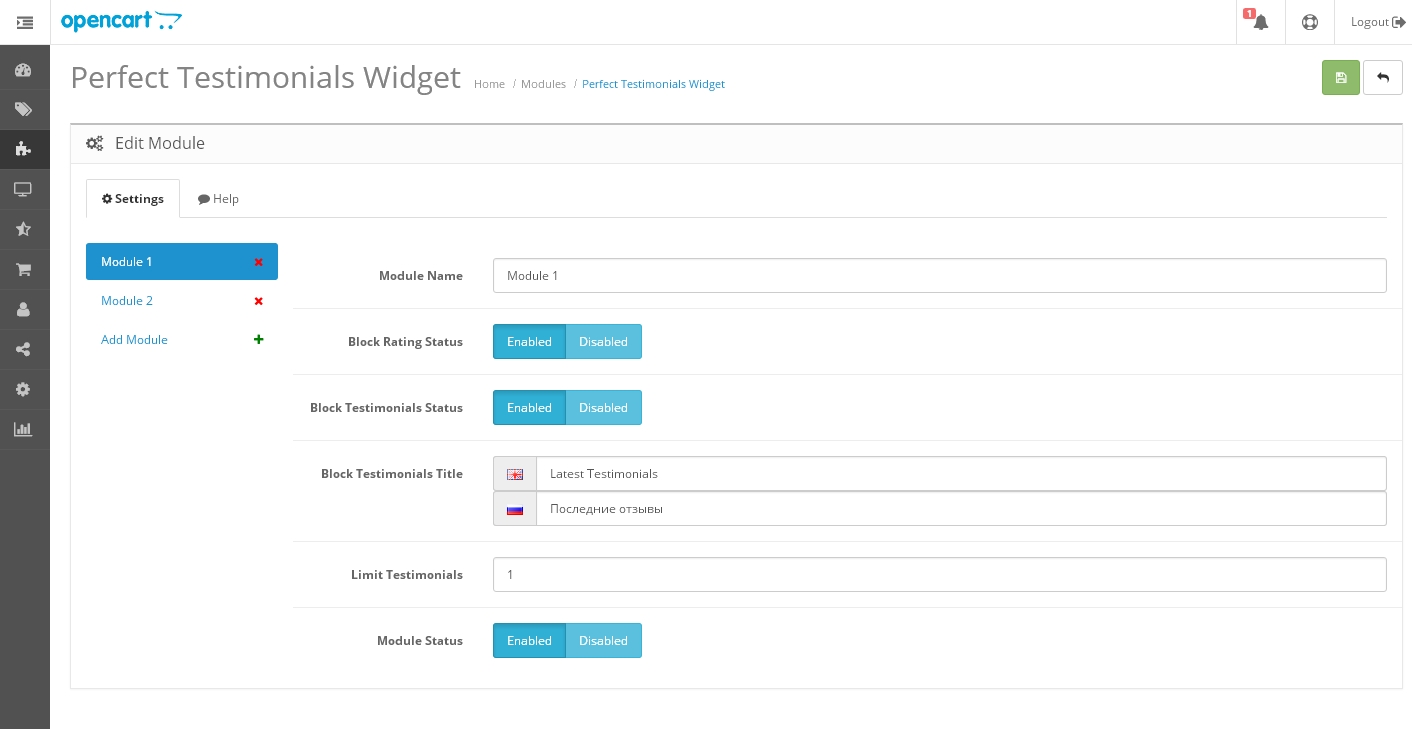 opencart
1
Logout
Perfect Testimonials Widget
Home / Modules / Perfect Testimonials Widget
Edit Module
Settings
Help
Module 1
Module 2
Add Module
Module Name
Module 1
Block Rating Status
Enabled
Disabled
Block Testimonials Status
Enabled
Disabled
Block Testimonials Title
Latest Testimonials
Последние отзывы
Limit Testimonials
1
Module Status
Enabled
Disabled